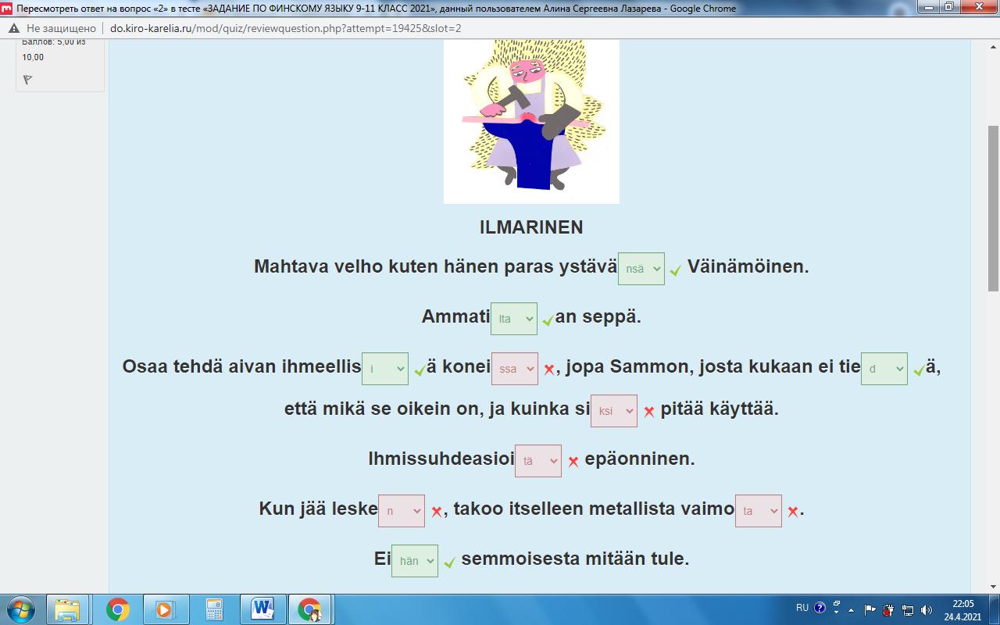 Пересмотреть ответ на вопрос «2» в тесте «ЗАДАНИЕ ПО ФИНСКОМУ ЯЗЫКУ 9-11 КЛАСС 2021», данный пользователем Алина Сергеевна Лазарева - Google Chrome
Не защищено do.kiro-karelia.ru/mod/quiz/reviewquestion.php?attempt=19425&slot=2
Баллов: 5,00 из
10,00
ILMARINEN
Mahtava velho kuten hänen paras ystävä nsä Väinämöinen.
Ammati lta an seppä.
Osaa tehdä aivan ihmeellis i ä konei ssa , jopa Sammon, josta kukaan ei tie d ä,
että mikä se oikein on, ja kuinka si ksi pitää käyttää.
Ihmissuhdeasioi tä epäonninen.
Kun jää leske n , takoo itselleen metallista vaimo ta .
Ei hän semmoisesta mitään tule.
RU 22:05
24.4.2021